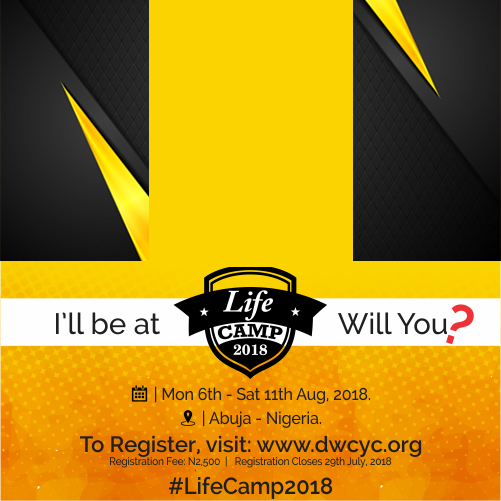 I'll be at
Life
CAMP
2018
Will You?
| Mon 6th - Sat 11th Aug, 2018.
| Abuja - Nigeria.
To Register, visit: www.dwcyc.org
Registration Fee: N2,500 | Registration Closes 29th July, 2018
#LifeCamp2018